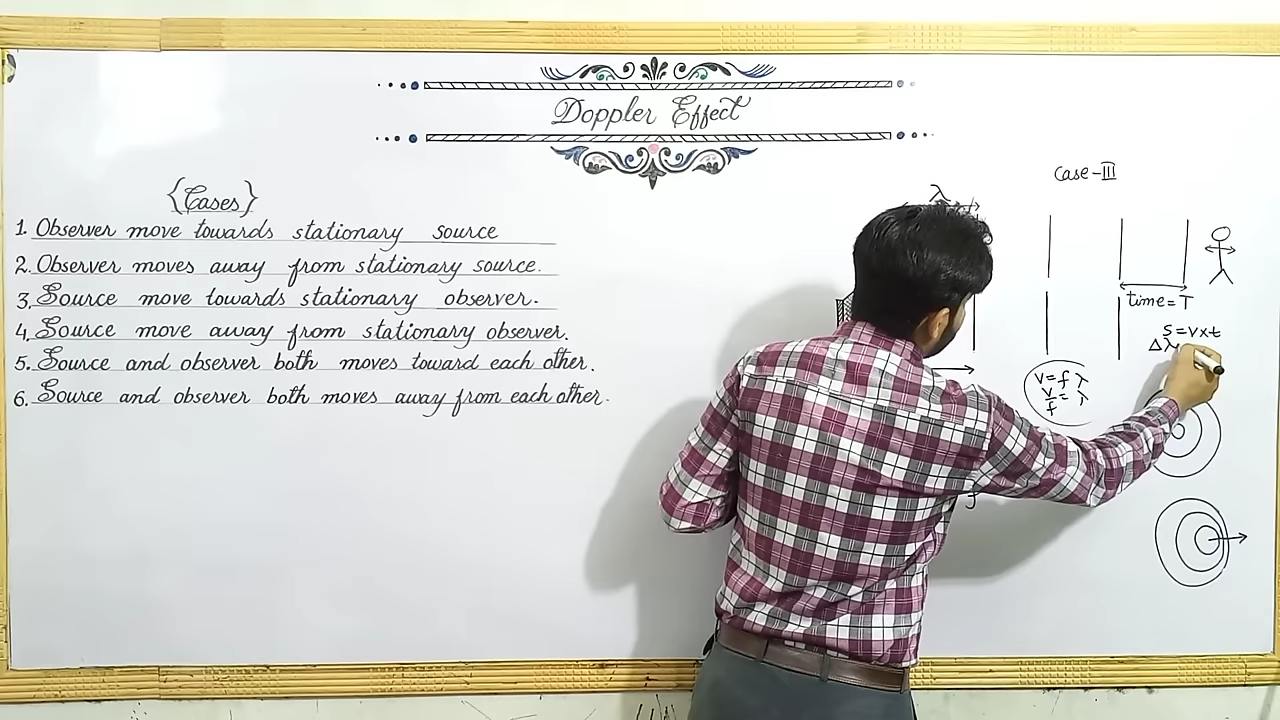 Doppler Effect
{Cases}
1. Observer move towards stationary source
2. Observer moves away from stationary source.
3. Source move towards stationary observer.
4. Source move away from stationary observer.
5. Source and observer both moves toward each other.
6. Source and observer both moves away from each other.
Case-III
λ
time = T
S = v×t
Δλ
v = f λ
v/f = λ
f